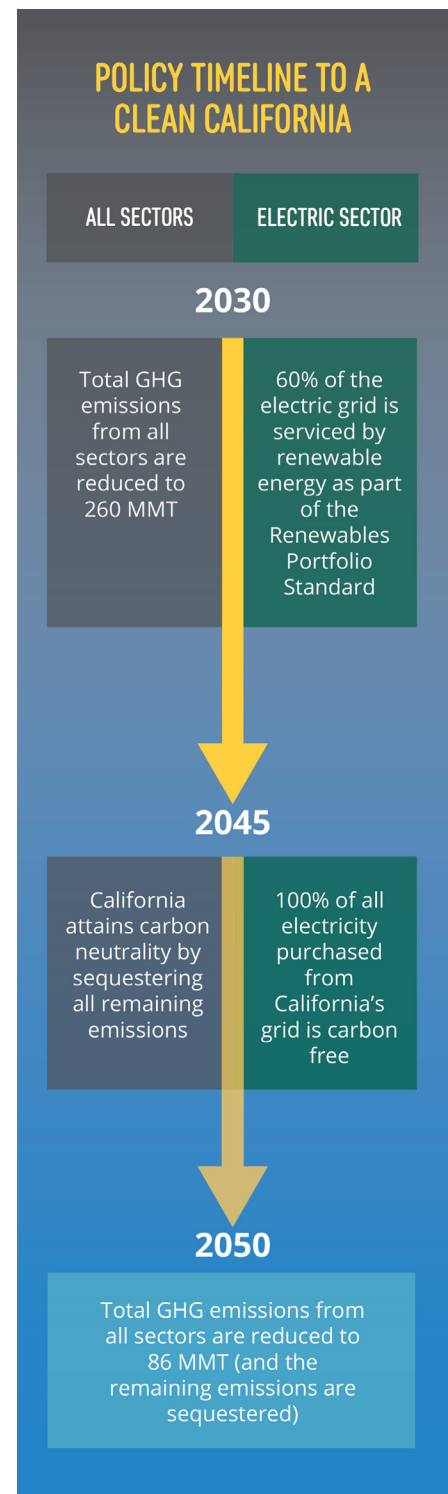 POLICY TIMELINE TO A
CLEAN CALIFORNIA
ALL SECTORS
ELECTRIC SECTOR
2030
Total GHG
emissions
from all
sectors are
reduced to
260 MMT
60% of the
electric grid is
serviced by
renewable
energy as part
of the
Renewables
Portfolio
Standard
2045
California
attains carbon
neutrality by
sequestering
all remaining
emissions
100% of all
electricity
purchased
from
California’s
grid is carbon
free
2050
Total GHG emissions from
all sectors are reduced to
86 MMT (and the
remaining emissions are
sequestered)